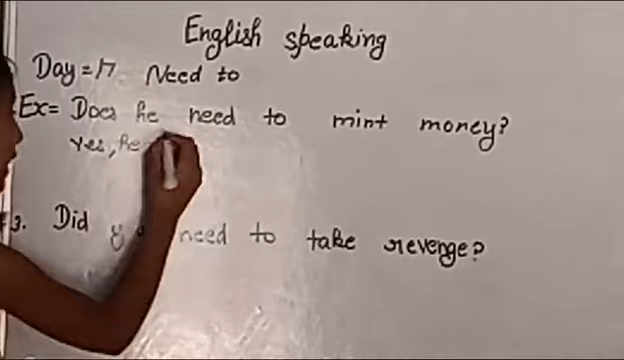 English speaking
Day = 17. Need to
Ex = Does he need to mint money?
Yes, he
3. Did need to take revenge?